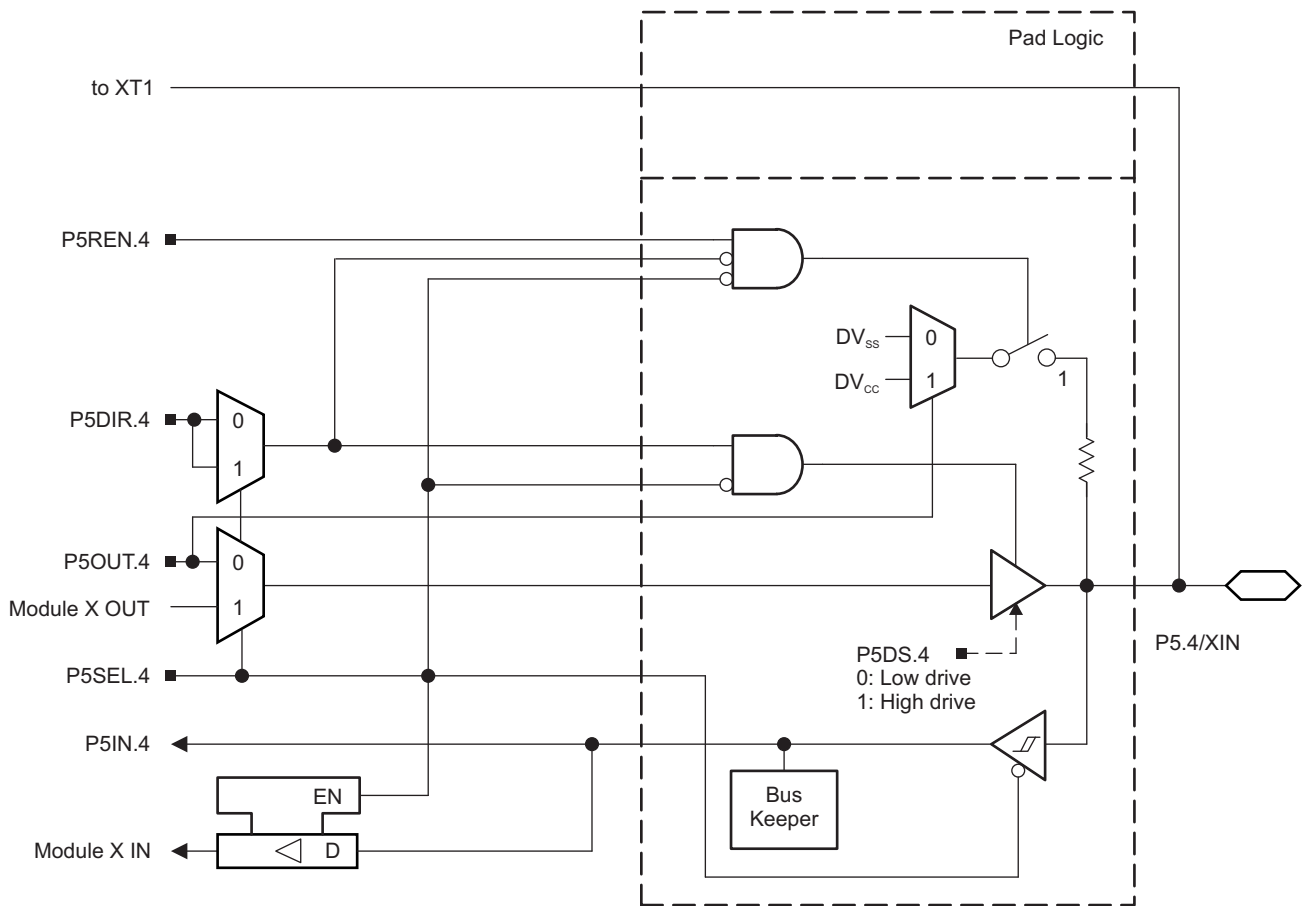 Pad Logic
to XT1
P5REN.4
DVSS
0
DVCC
1
1
P5DIR.4
0
1
P5OUT.4
0
Module X OUT
1
P5DS.4
0: Low drive
1: High drive
P5.4/XIN
P5SEL.4
P5IN.4
Bus
Keeper
EN
Module X IN
D